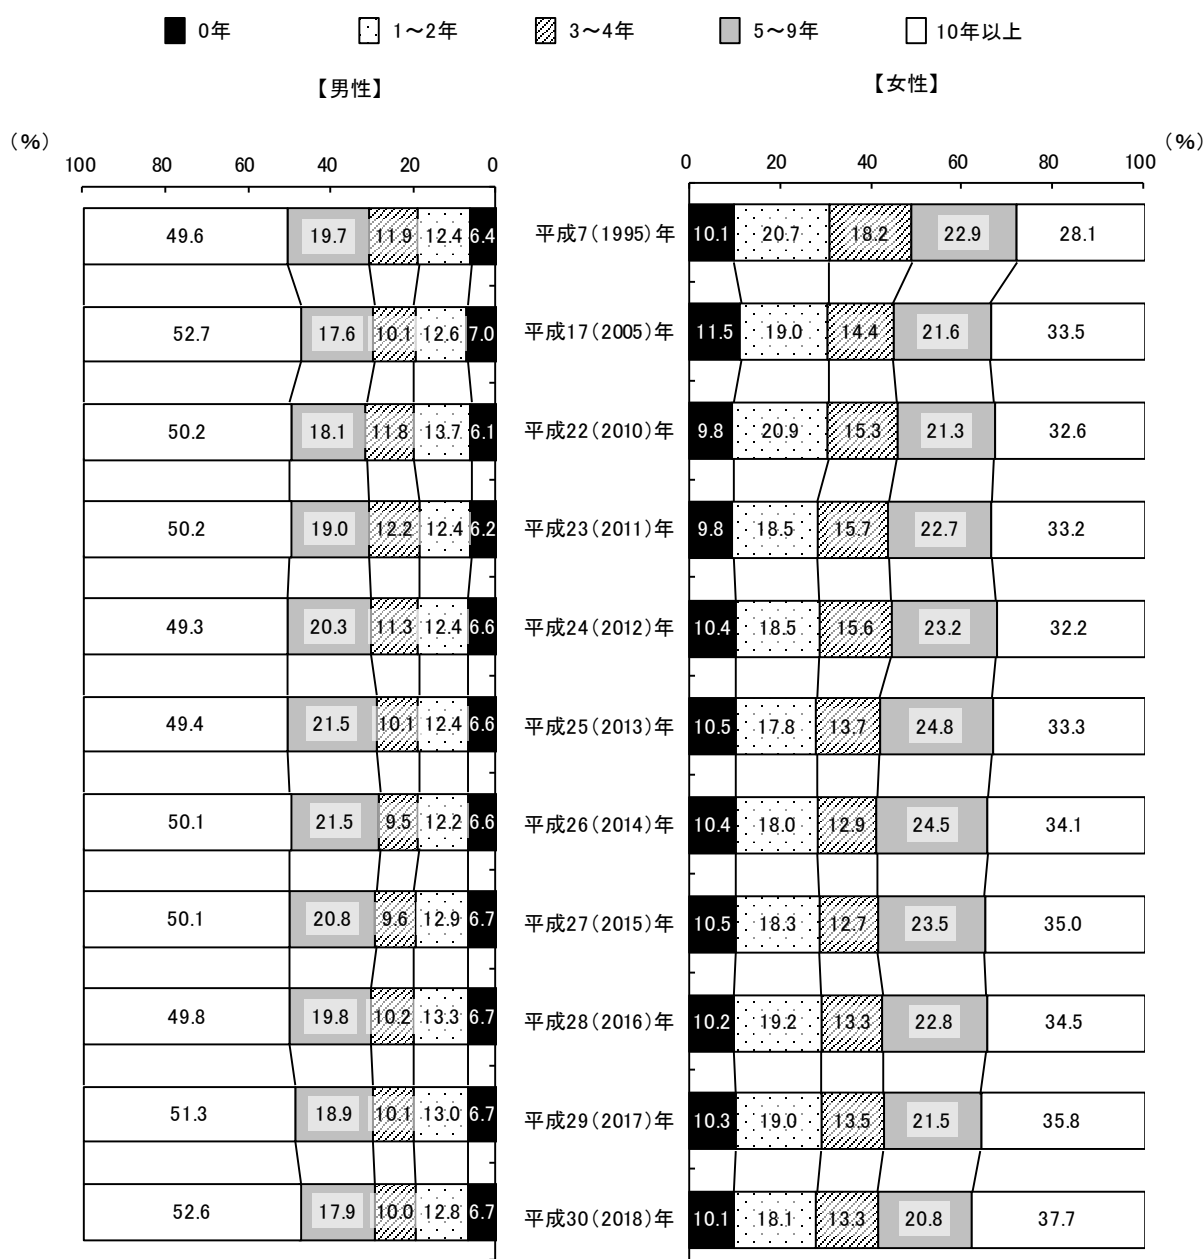 0年 1～2年 3～4年 5～9年 10年以上
【男性】 【女性】
(%) 100 80 60 40 20 0 0 20 40 60 80 100 (%)
49.6 19.7 11.9 12.4 6.4 平成7(1995)年 10.1 20.7 18.2 22.9 28.1
52.7 17.6 10.1 12.6 7.0 平成17(2005)年 11.5 19.0 14.4 21.6 33.5
50.2 18.1 11.8 13.7 6.1 平成22(2010)年 9.8 20.9 15.3 21.3 32.6
50.2 19.0 12.2 12.4 6.2 平成23(2011)年 9.8 18.5 15.7 22.7 33.2
49.3 20.3 11.3 12.4 6.6 平成24(2012)年 10.4 18.5 15.6 23.2 32.2
49.4 21.5 10.1 12.4 6.6 平成25(2013)年 10.5 17.8 13.7 24.8 33.3
50.1 21.5 9.5 12.2 6.6 平成26(2014)年 10.4 18.0 12.9 24.5 34.1
50.1 20.8 9.6 12.9 6.7 平成27(2015)年 10.5 18.3 12.7 23.5 35.0
49.8 19.8 10.2 13.3 6.7 平成28(2016)年 10.2 19.2 13.3 22.8 34.5
51.3 18.9 10.1 13.0 6.7 平成29(2017)年 10.3 19.0 13.5 21.5 35.8
52.6 17.9 10.0 12.8 6.7 平成30(2018)年 10.1 18.1 13.3 20.8 37.7